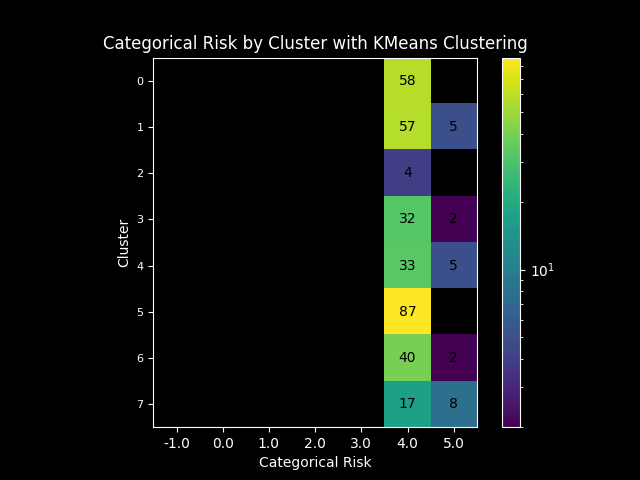 Categorical Risk by Cluster with KMeans Clustering
0 58
1 57 5
2 4
3 32 2
4 33 5
5 87
6 40 2
7 17 8
Cluster
-1.0 0.0 1.0 2.0 3.0 4.0 5.0
Categorical Risk
10¹